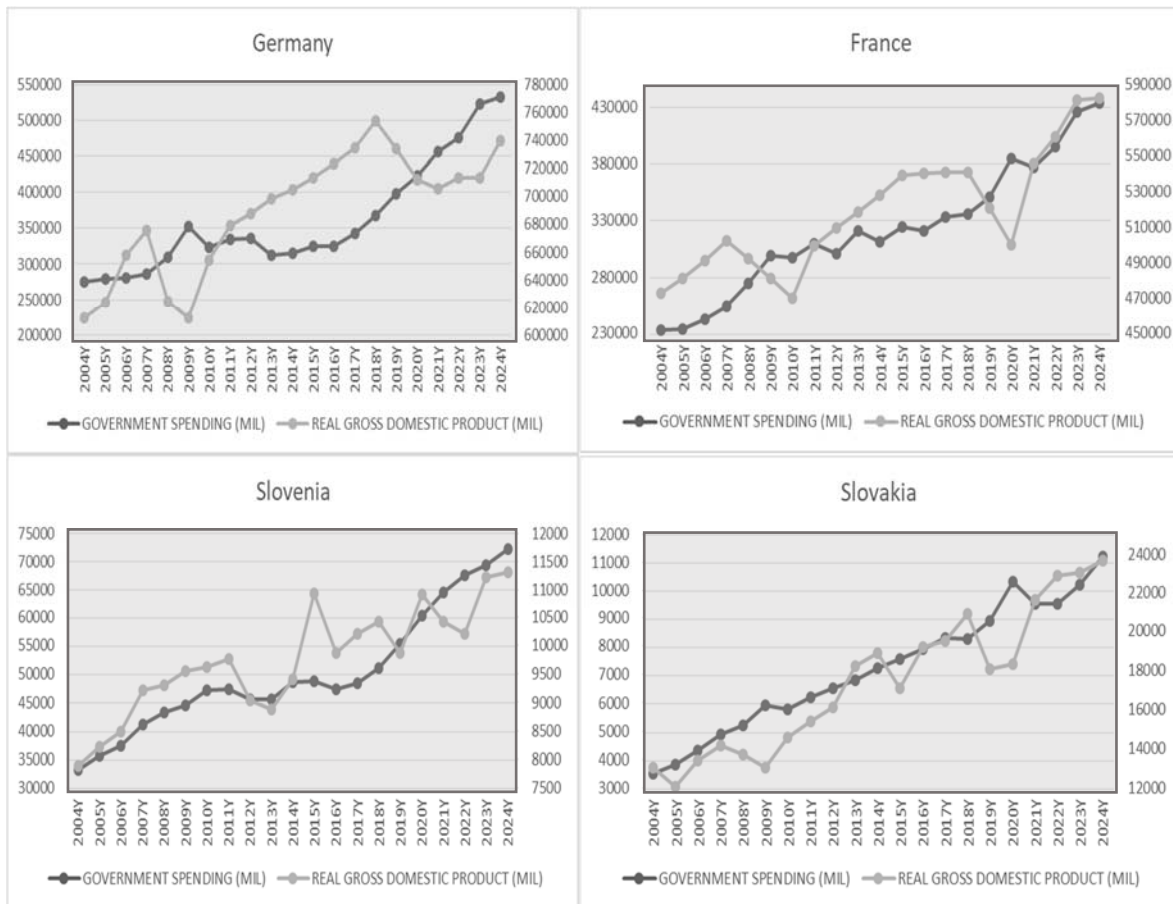 Germany
550000
500000
450000
400000
350000
300000
250000
200000
780000
760000
740000
720000
700000
680000
660000
640000
620000
600000
2004Y
2005Y
2006Y
2007Y
2008Y
2009Y
2010Y
2011Y
2012Y
2013Y
2014Y
2015Y
2016Y
2017Y
2018Y
2019Y
2020Y
2021Y
2022Y
2023Y
2024Y
GOVERNMENT SPENDING (MIL)
REAL GROSS DOMESTIC PRODUCT (MIL)
France
430000
380000
330000
280000
230000
590000
570000
550000
530000
510000
490000
470000
450000
2004Y
2005Y
2006Y
2007Y
2008Y
2009Y
2010Y
2011Y
2012Y
2013Y
2014Y
2015Y
2016Y
2017Y
2018Y
2019Y
2020Y
2021Y
2022Y
2023Y
2024Y
GOVERNMENT SPENDING (MIL)
REAL GROSS DOMESTIC PRODUCT (MIL)
Slovenia
75000
70000
65000
60000
55000
50000
45000
40000
35000
30000
12000
11500
11000
10500
10000
9500
9000
8500
8000
7500
2004Y
2005Y
2006Y
2007Y
2008Y
2009Y
2010Y
2011Y
2012Y
2013Y
2014Y
2015Y
2016Y
2017Y
2018Y
2019Y
2020Y
2021Y
2022Y
2023Y
2024Y
GOVERNMENT SPENDING (MIL)
REAL GROSS DOMESTIC PRODUCT (MIL)
Slovakia
12000
11000
10000
9000
8000
7000
6000
5000
4000
3000
24000
22000
20000
18000
16000
14000
12000
2004Y
2005Y
2006Y
2007Y
2008Y
2009Y
2010Y
2011Y
2012Y
2013Y
2014Y
2015Y
2016Y
2017Y
2018Y
2019Y
2020Y
2021Y
2022Y
2023Y
2024Y
GOVERNMENT SPENDING (MIL)
REAL GROSS DOMESTIC PRODUCT (MIL)